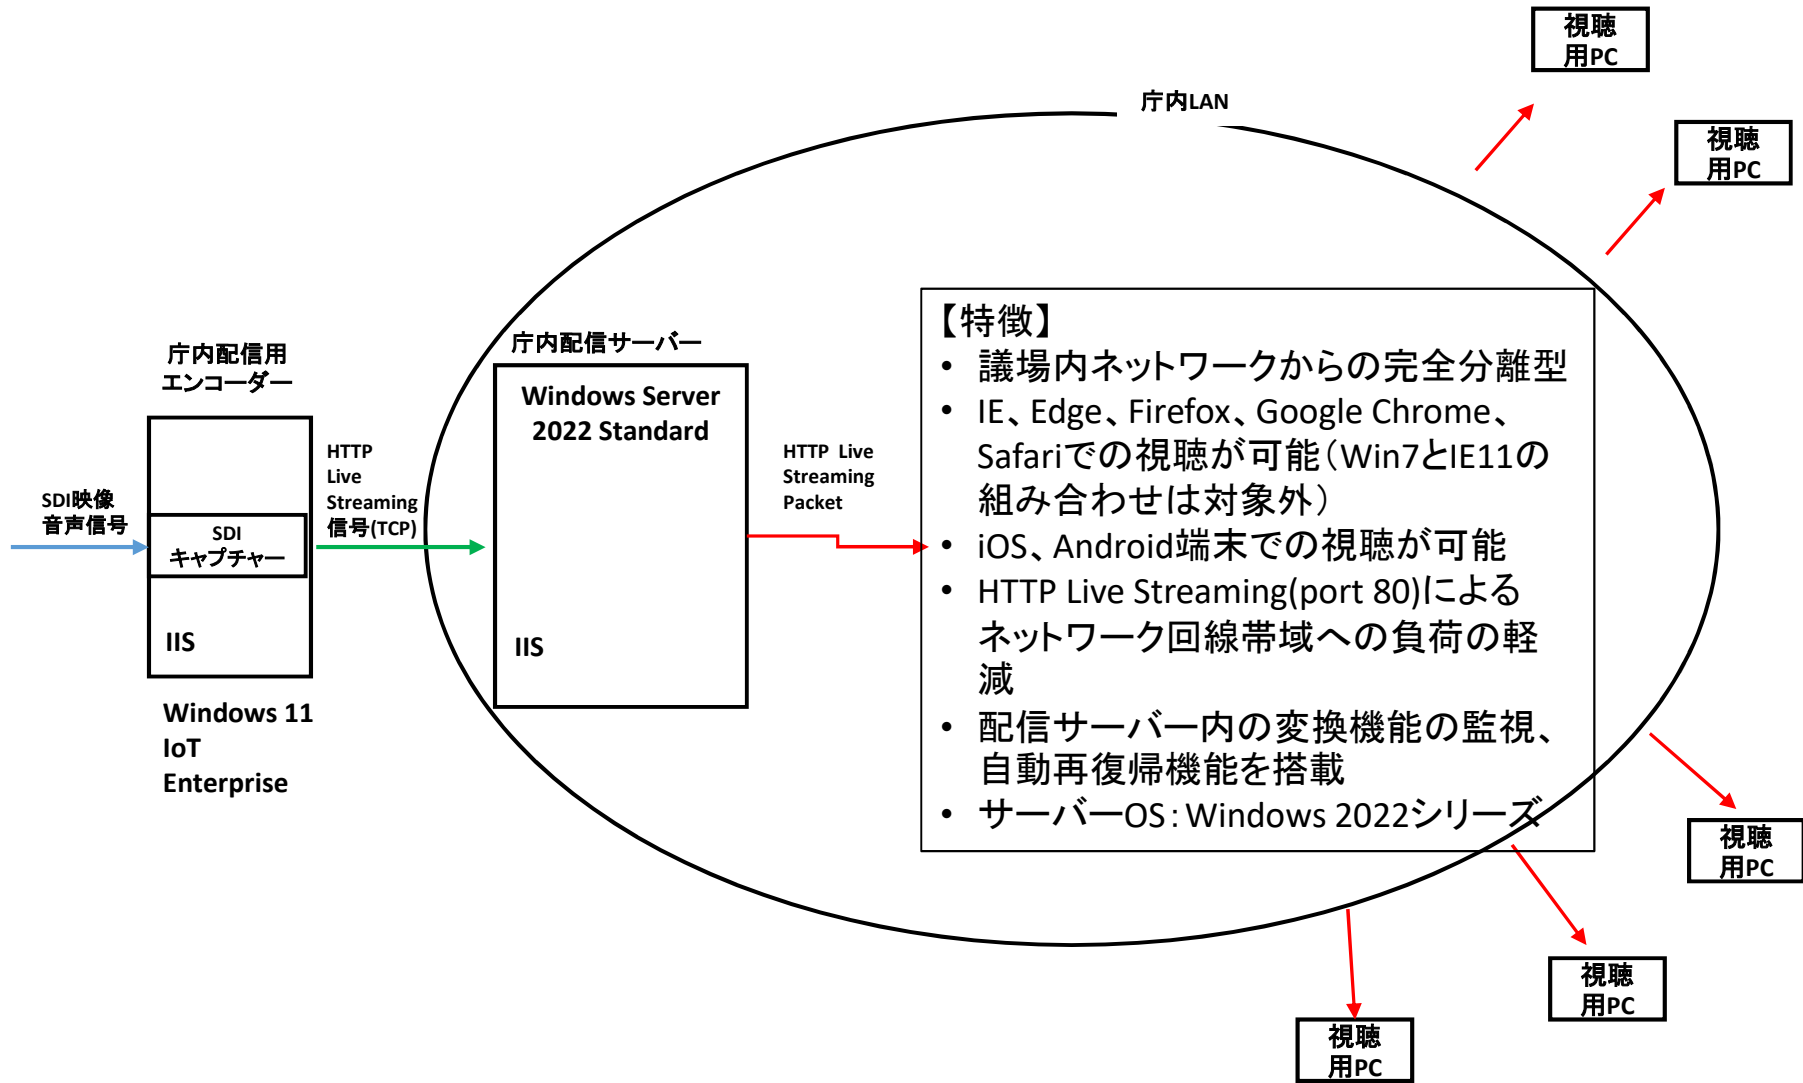 視聴
用PC
庁内LAN
視聴
用PC
庁内配信用
エンコーダー
SDI映像
音声信号
SDI
キャプチャー
IIS
Windows 11
IoT
Enterprise
HTTP
Live
Streaming
信号(TCP)
庁内配信サーバー
Windows Server
2022 Standard
IIS
HTTP Live
Streaming
Packet
【特徴】
• 議場内ネットワークからの完全分離型
• IE、Edge、Firefox、Google Chrome、
Safariでの視聴が可能(Win7とIE11の
組み合わせは対象外)
• iOS、Android端末での視聴が可能
• HTTP Live Streaming(port 80)による
ネットワーク回線帯域への負荷の軽
減
• 配信サーバー内の変換機能の監視、
自動再復帰機能を搭載
• サーバーOS:Windows 2022シリーズ
視聴
用PC
視聴
用PC
視聴
用PC